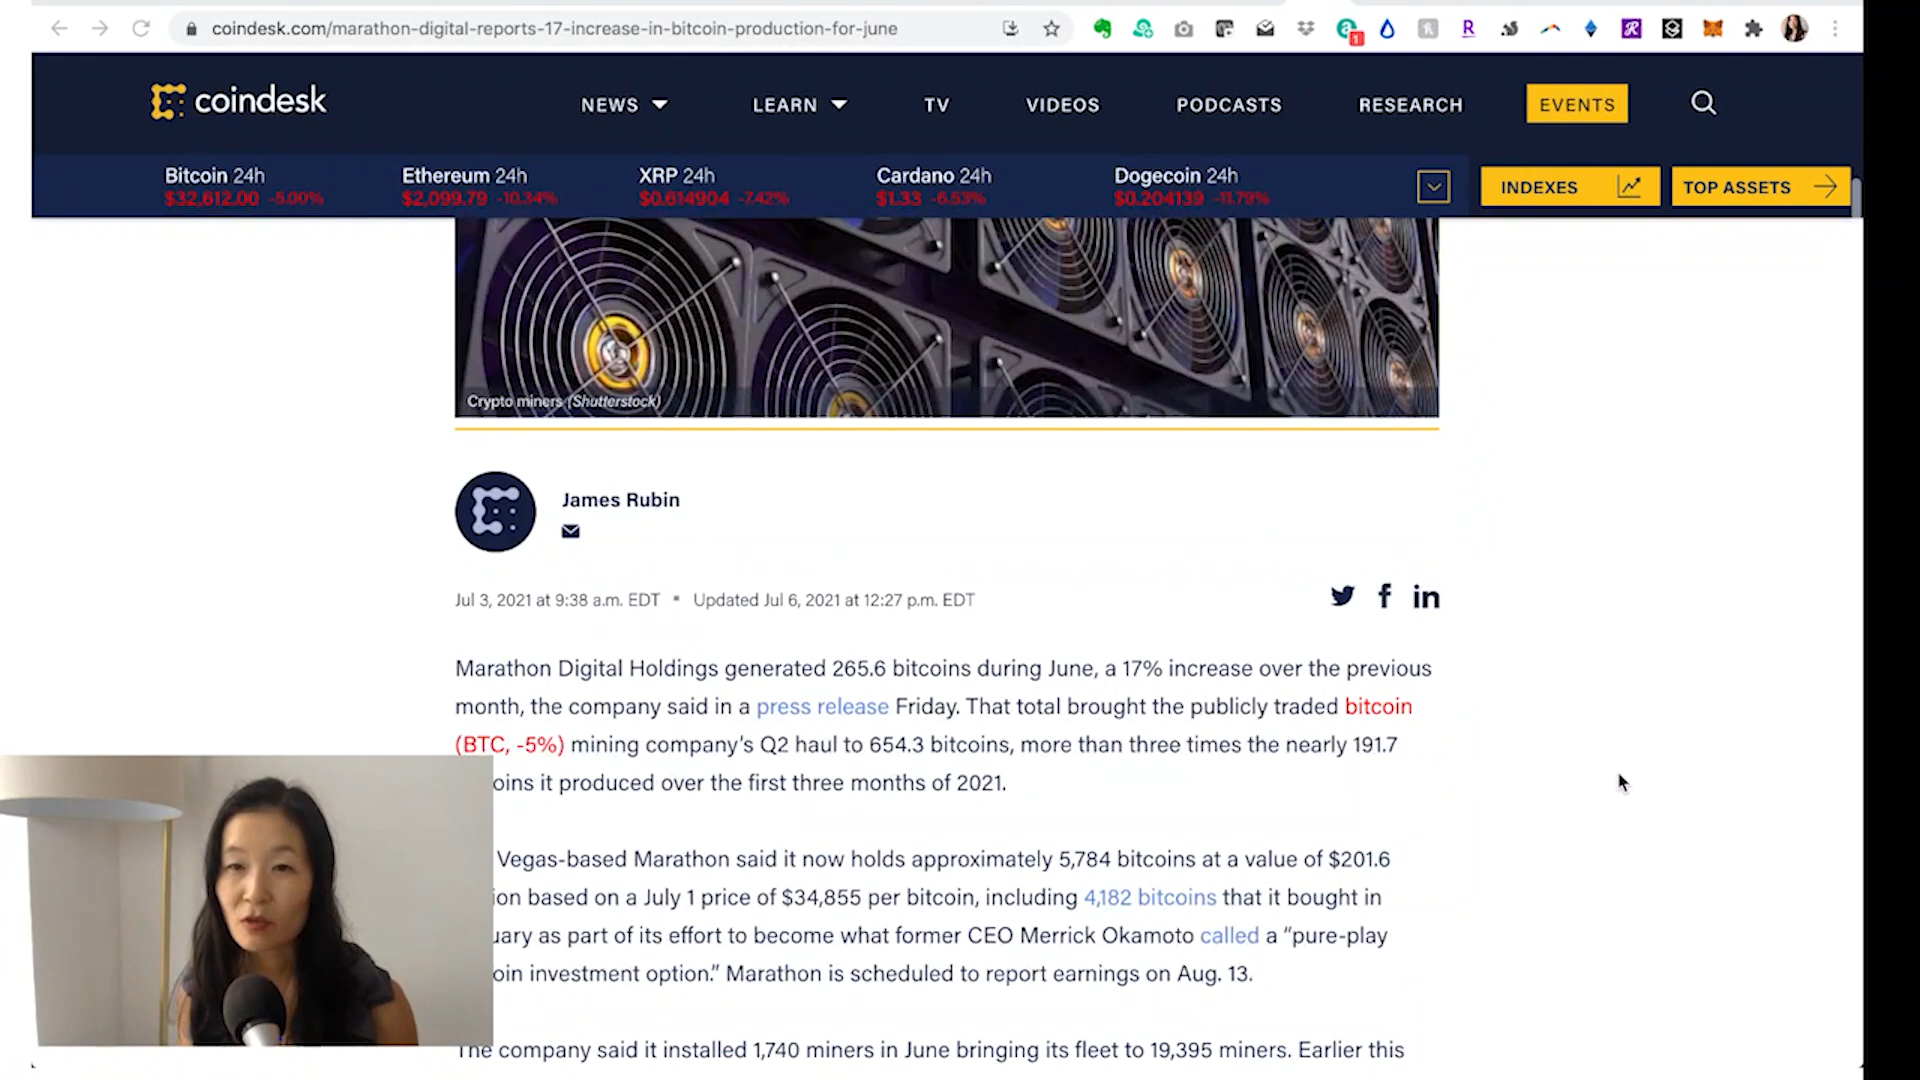 coindesk.com/marathon-digital-reports-17-increase-in-bitcoin-production-for-june
coindesk
NEWS
LEARN
TV
VIDEOS
PODCASTS
RESEARCH
EVENTS
Bitcoin 24h
$32,612.00 -5.00%
Ethereum 24h
$2,099.79 -10.34%
XRP 24h
$0.614904 -7.42%
Cardano 24h
$1.33 -6.53%
Dogecoin 24h
$0.204139 -11.79%
INDEXES
TOP ASSETS
Crypto miners (Shutterstock)
James Rubin
Jul 3, 2021 at 9:38 a.m. EDT ▪ Updated Jul 6, 2021 at 12:27 p.m. EDT
Marathon Digital Holdings generated 265.6 bitcoins during June, a 17% increase over the previous
month, the company said in a press release Friday. That total brought the publicly traded bitcoin
(BTC, -5%) mining company's Q2 haul to 654.3 bitcoins, more than three times the nearly 191.7
oins it produced over the first three months of 2021.
Vegas-based Marathon said it now holds approximately 5,784 bitcoins at a value of $201.6
ion based on a July 1 price of $34,855 per bitcoin, including 4,182 bitcoins that it bought in
uary as part of its effort to become what former CEO Merrick Okamoto called a “pure-play
oin investment option.” Marathon is scheduled to report earnings on Aug. 13.
The company said it installed 1,740 miners in June bringing its fleet to 19,395 miners. Earlier this